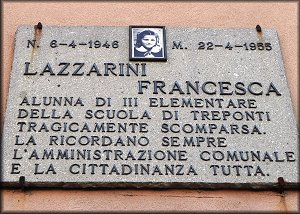 N. 6-4-1946 M. 22-4-1955
LAZZARINI
FRANCESCA
ALUNNA DI III ELEMENTARE
DELLA SCUOLA DI TREPONTI
TRAGICAMENTE SCOMPARSA.
LA RICORDANO SEMPRE
L'AMMINISTRAZIONE COMUNALE
E LA CITTADINANZA TUTTA.